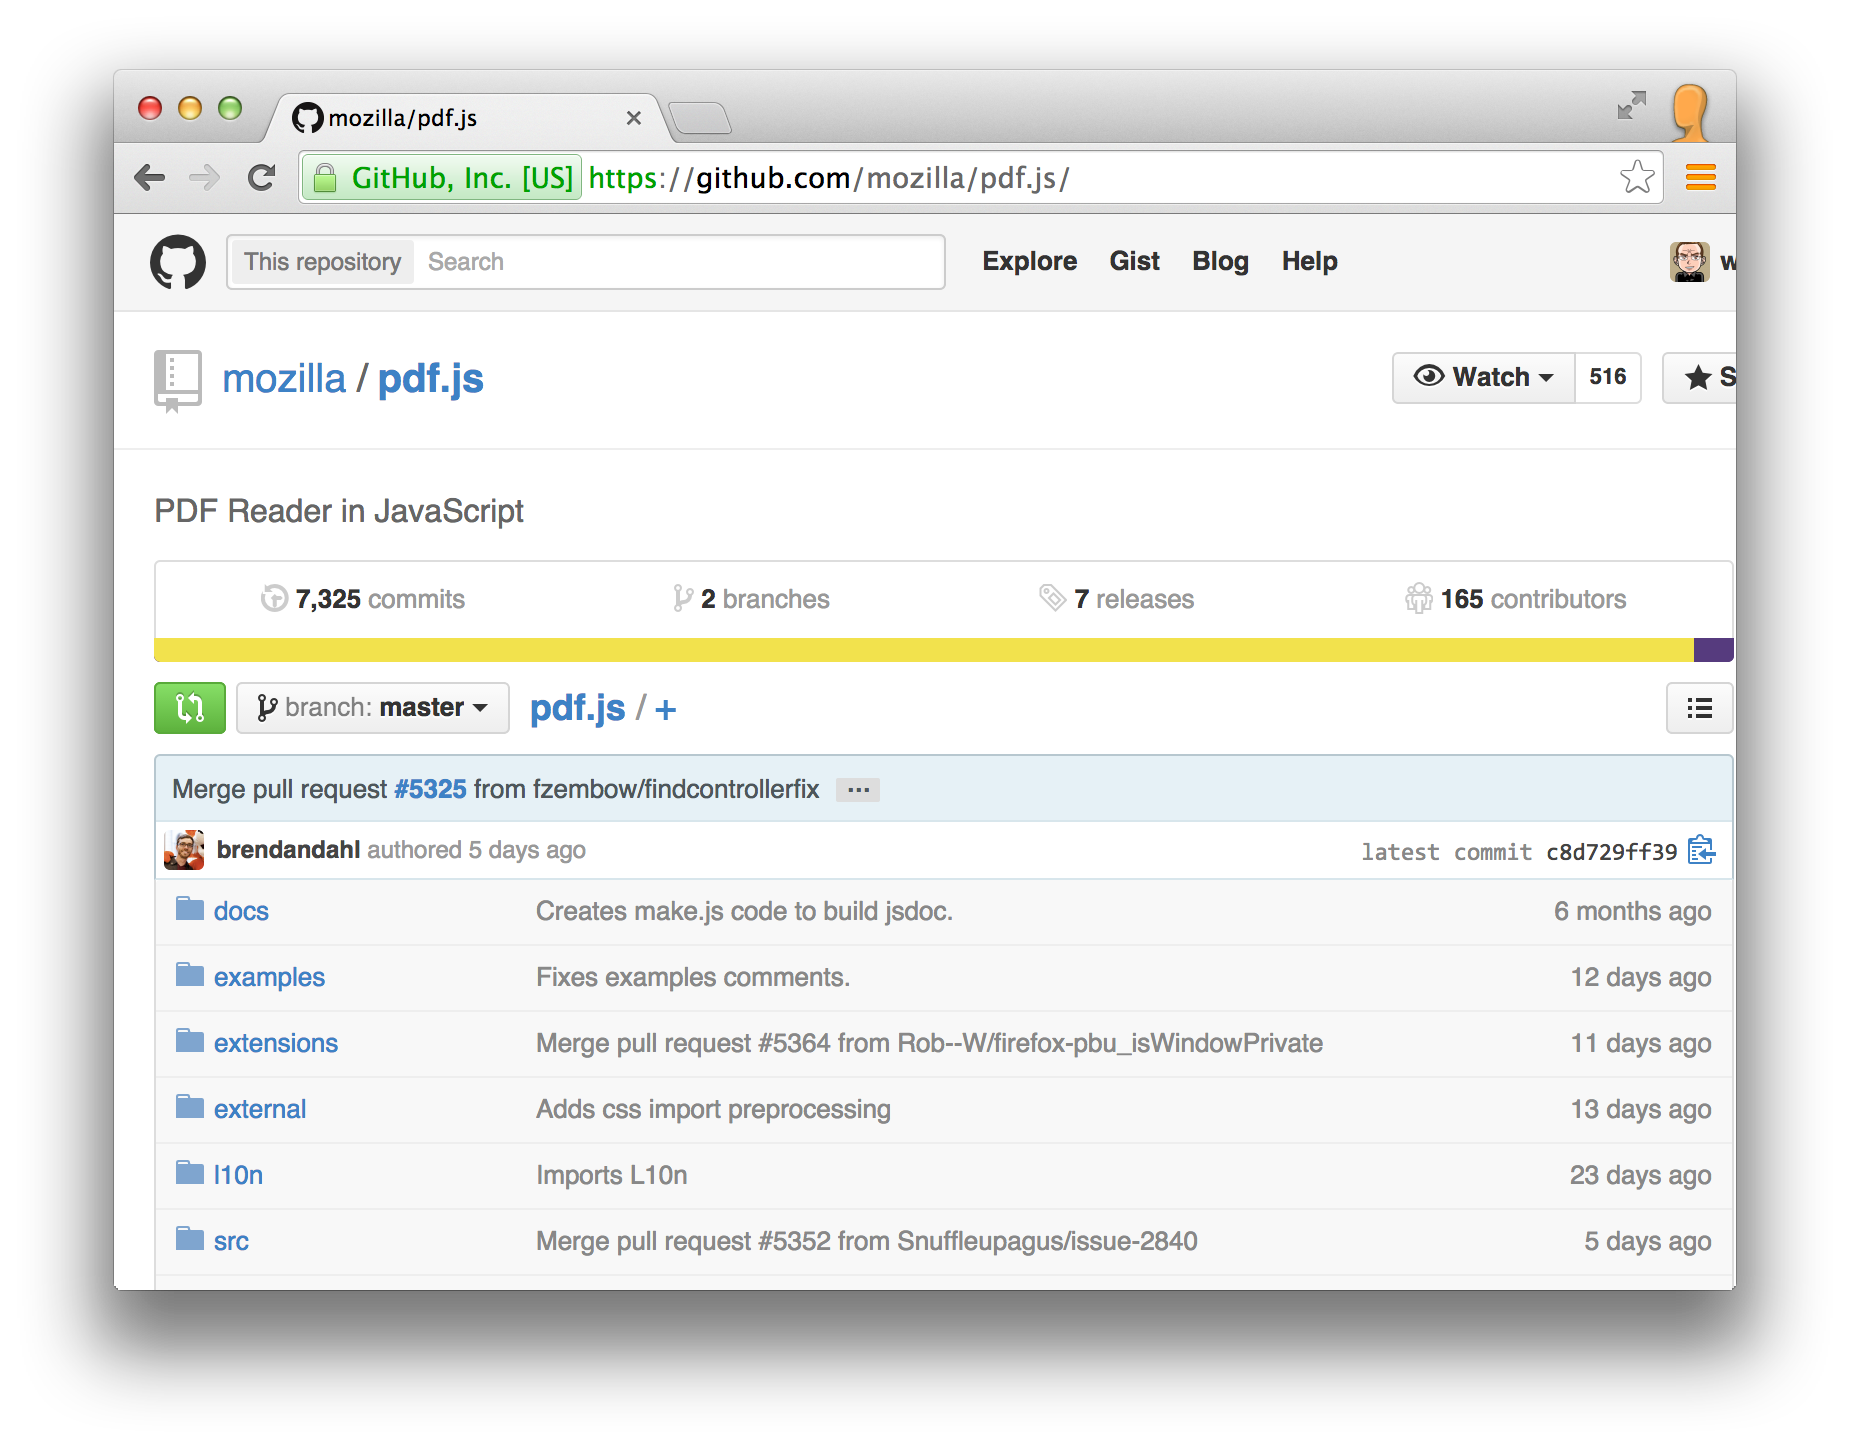 mozilla/pdf.js
GitHub, Inc. [US] https://github.com/mozilla/pdf.js/
This repository Search Explore Gist Blog Help w
mozilla / pdf.js Watch 516 S
PDF Reader in JavaScript
7,325 commits 2 branches 7 releases 165 contributors
branch: master pdf.js / +
Merge pull request #5325 from fzembow/findcontrollerfix ...
brendandahl authored 5 days ago latest commit c8d729ff39
docs Creates make.js code to build jsdoc. 6 months ago
examples Fixes examples comments. 12 days ago
extensions Merge pull request #5364 from Rob--W/firefox-pbu_isWindowPrivate 11 days ago
external Adds css import preprocessing 13 days ago
l10n Imports L10n 23 days ago
src Merge pull request #5352 from Snuffleupagus/issue-2840 5 days ago